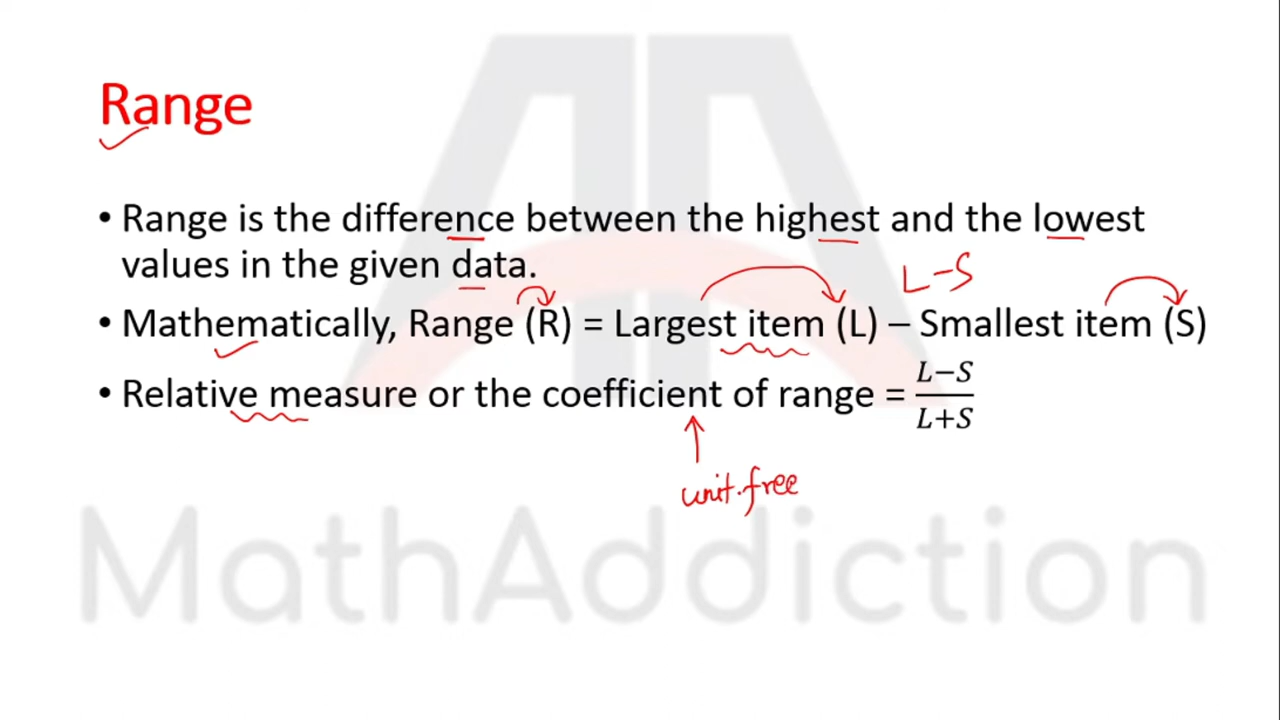 Range
• Range is the difference between the highest and the lowest
values in the given data.
L-S
• Mathematically, Range (R) = Largest item (L) – Smallest item (S)
• Relative measure or the coefficient of range = \frac{L-S}{L+S}
unit-free
MathAddiction